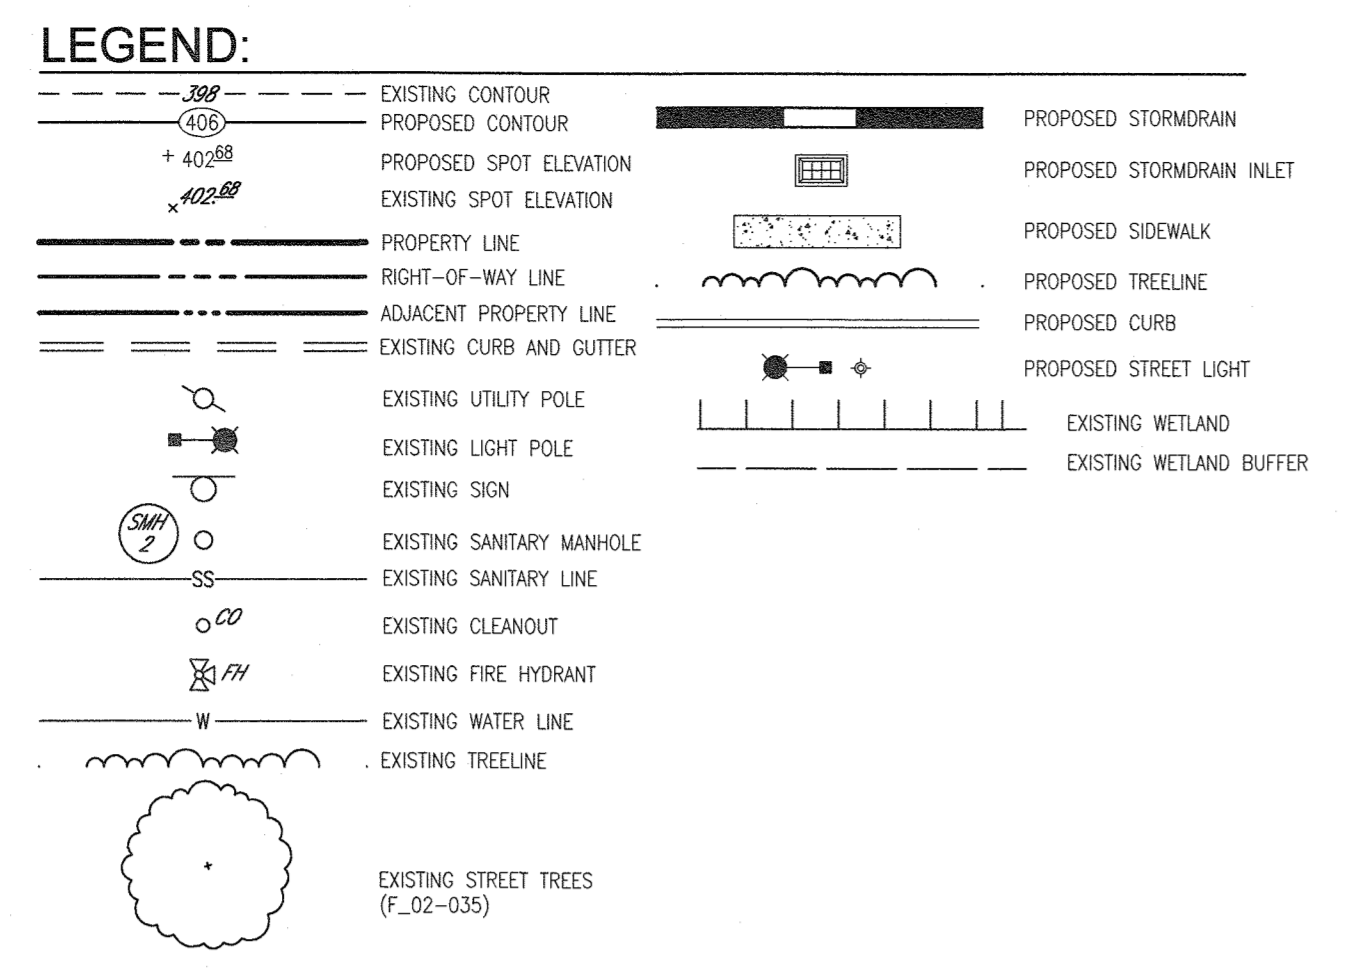 LEGEND:
398 EXISTING CONTOUR
406 PROPOSED CONTOUR
+ 402 68 PROPOSED SPOT ELEVATION
x 402.68 EXISTING SPOT ELEVATION
PROPERTY LINE
RIGHT-OF-WAY LINE
ADJACENT PROPERTY LINE
EXISTING CURB AND GUTTER
EXISTING UTILITY POLE
EXISTING LIGHT POLE
EXISTING SIGN
SMH
2
EXISTING SANITARY MANHOLE
SS EXISTING SANITARY LINE
CO EXISTING CLEANOUT
FH EXISTING FIRE HYDRANT
W EXISTING WATER LINE
EXISTING TREELINE
EXISTING STREET TREES
(F_02-035)
PROPOSED STORMDRAIN
PROPOSED STORMDRAIN INLET
PROPOSED SIDEWALK
PROPOSED TREELINE
PROPOSED CURB
PROPOSED STREET LIGHT
EXISTING WETLAND
EXISTING WETLAND BUFFER